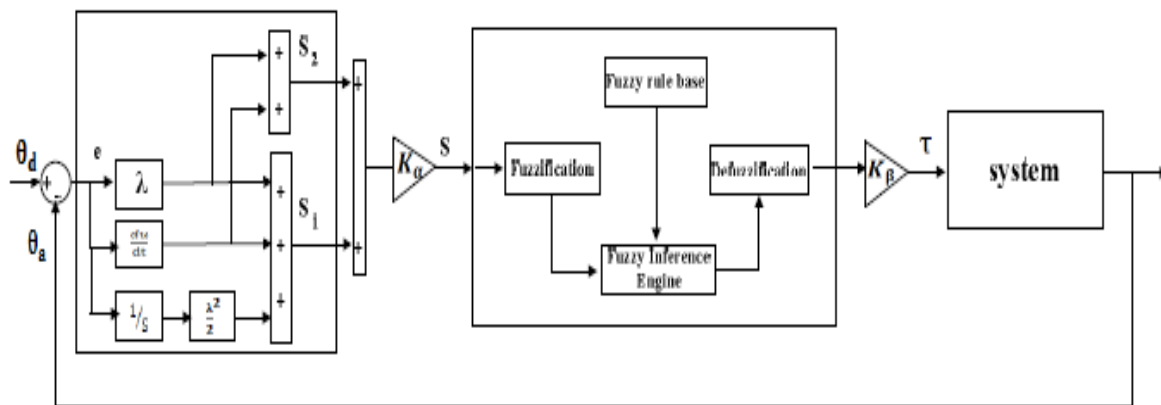 θd
+
-
θa
e
λ
du/dt
1/S
λ²/2
+
+
S2
+
+
+
S1
+
+
Kα
S
Fuzzy rule base
Fuzzification
Defuzzification
Fuzzy Inference
Engine
Kβ
τ
system